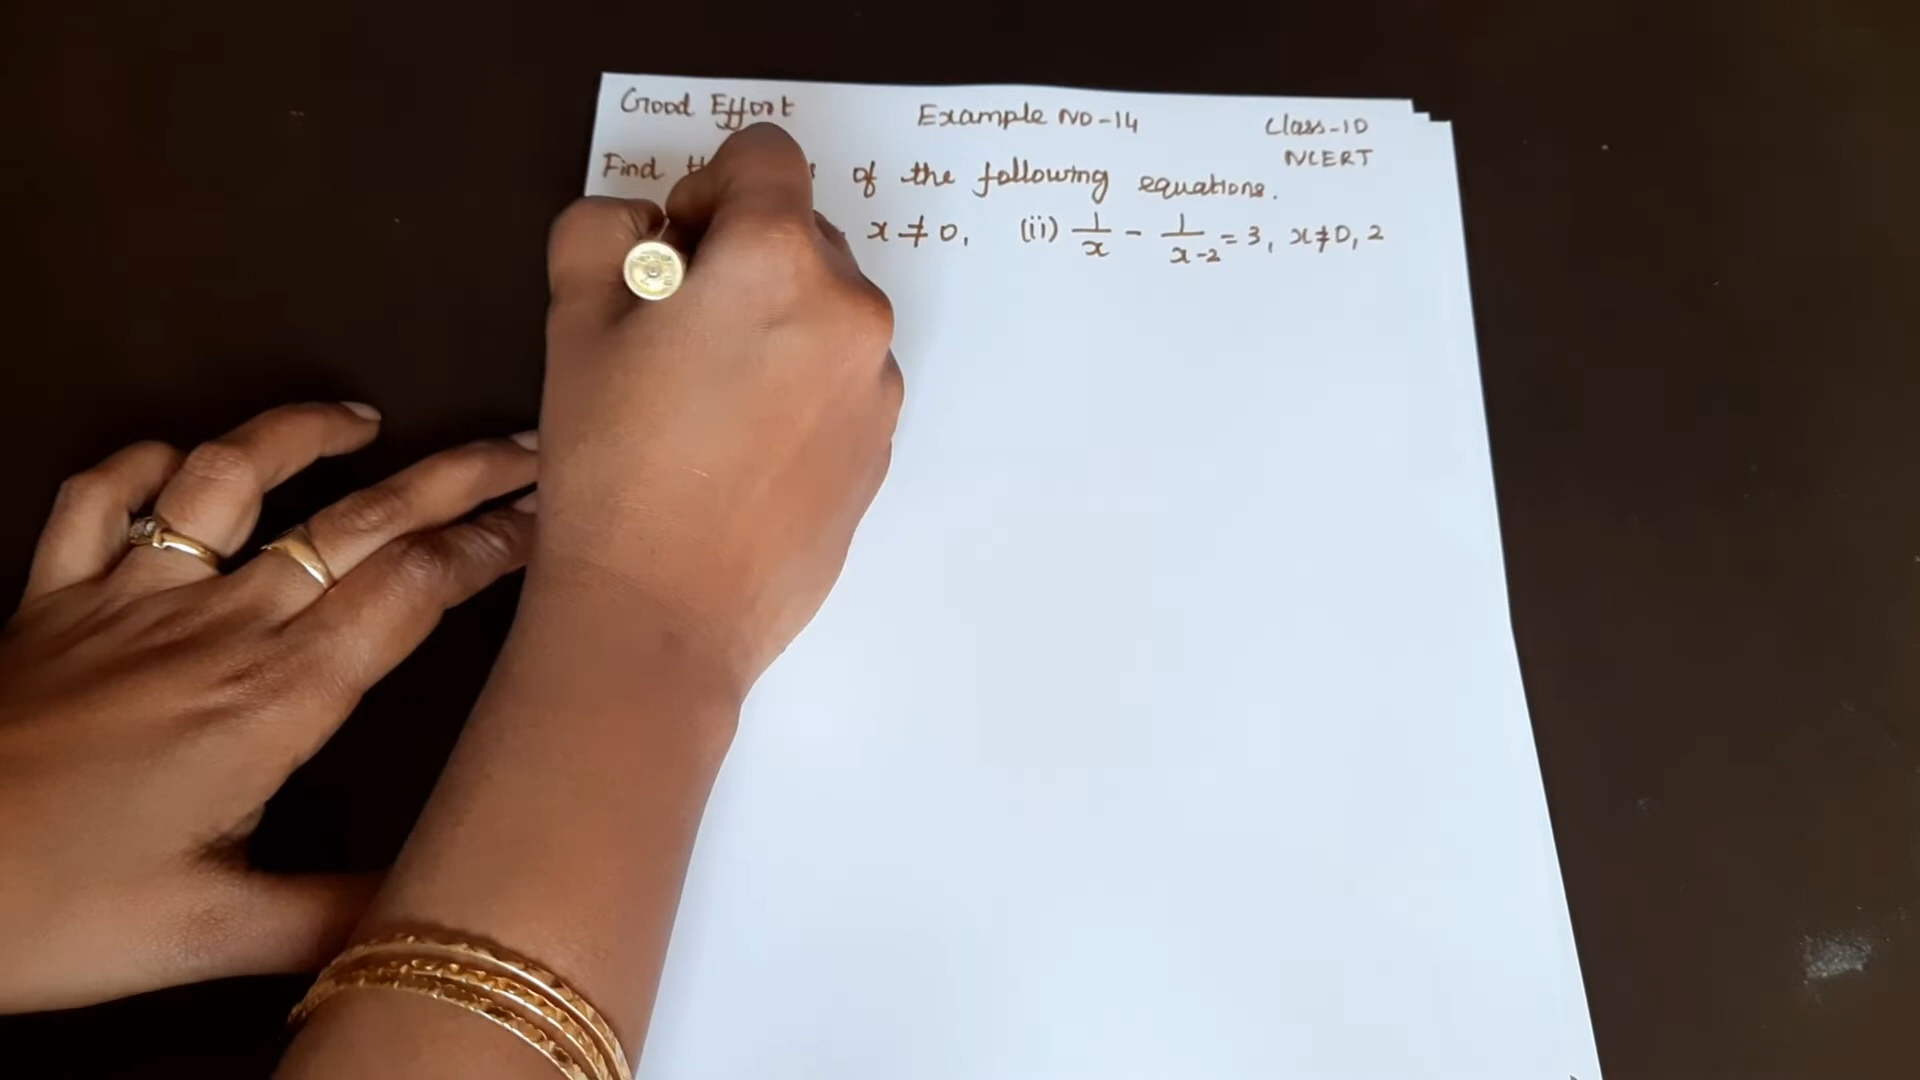 Good Effort Example NO-14 Class-10
NCERT
Find of the following equations.
x ≠ 0, (ii) 1/x - 1/x-2 = 3, x≠0, 2